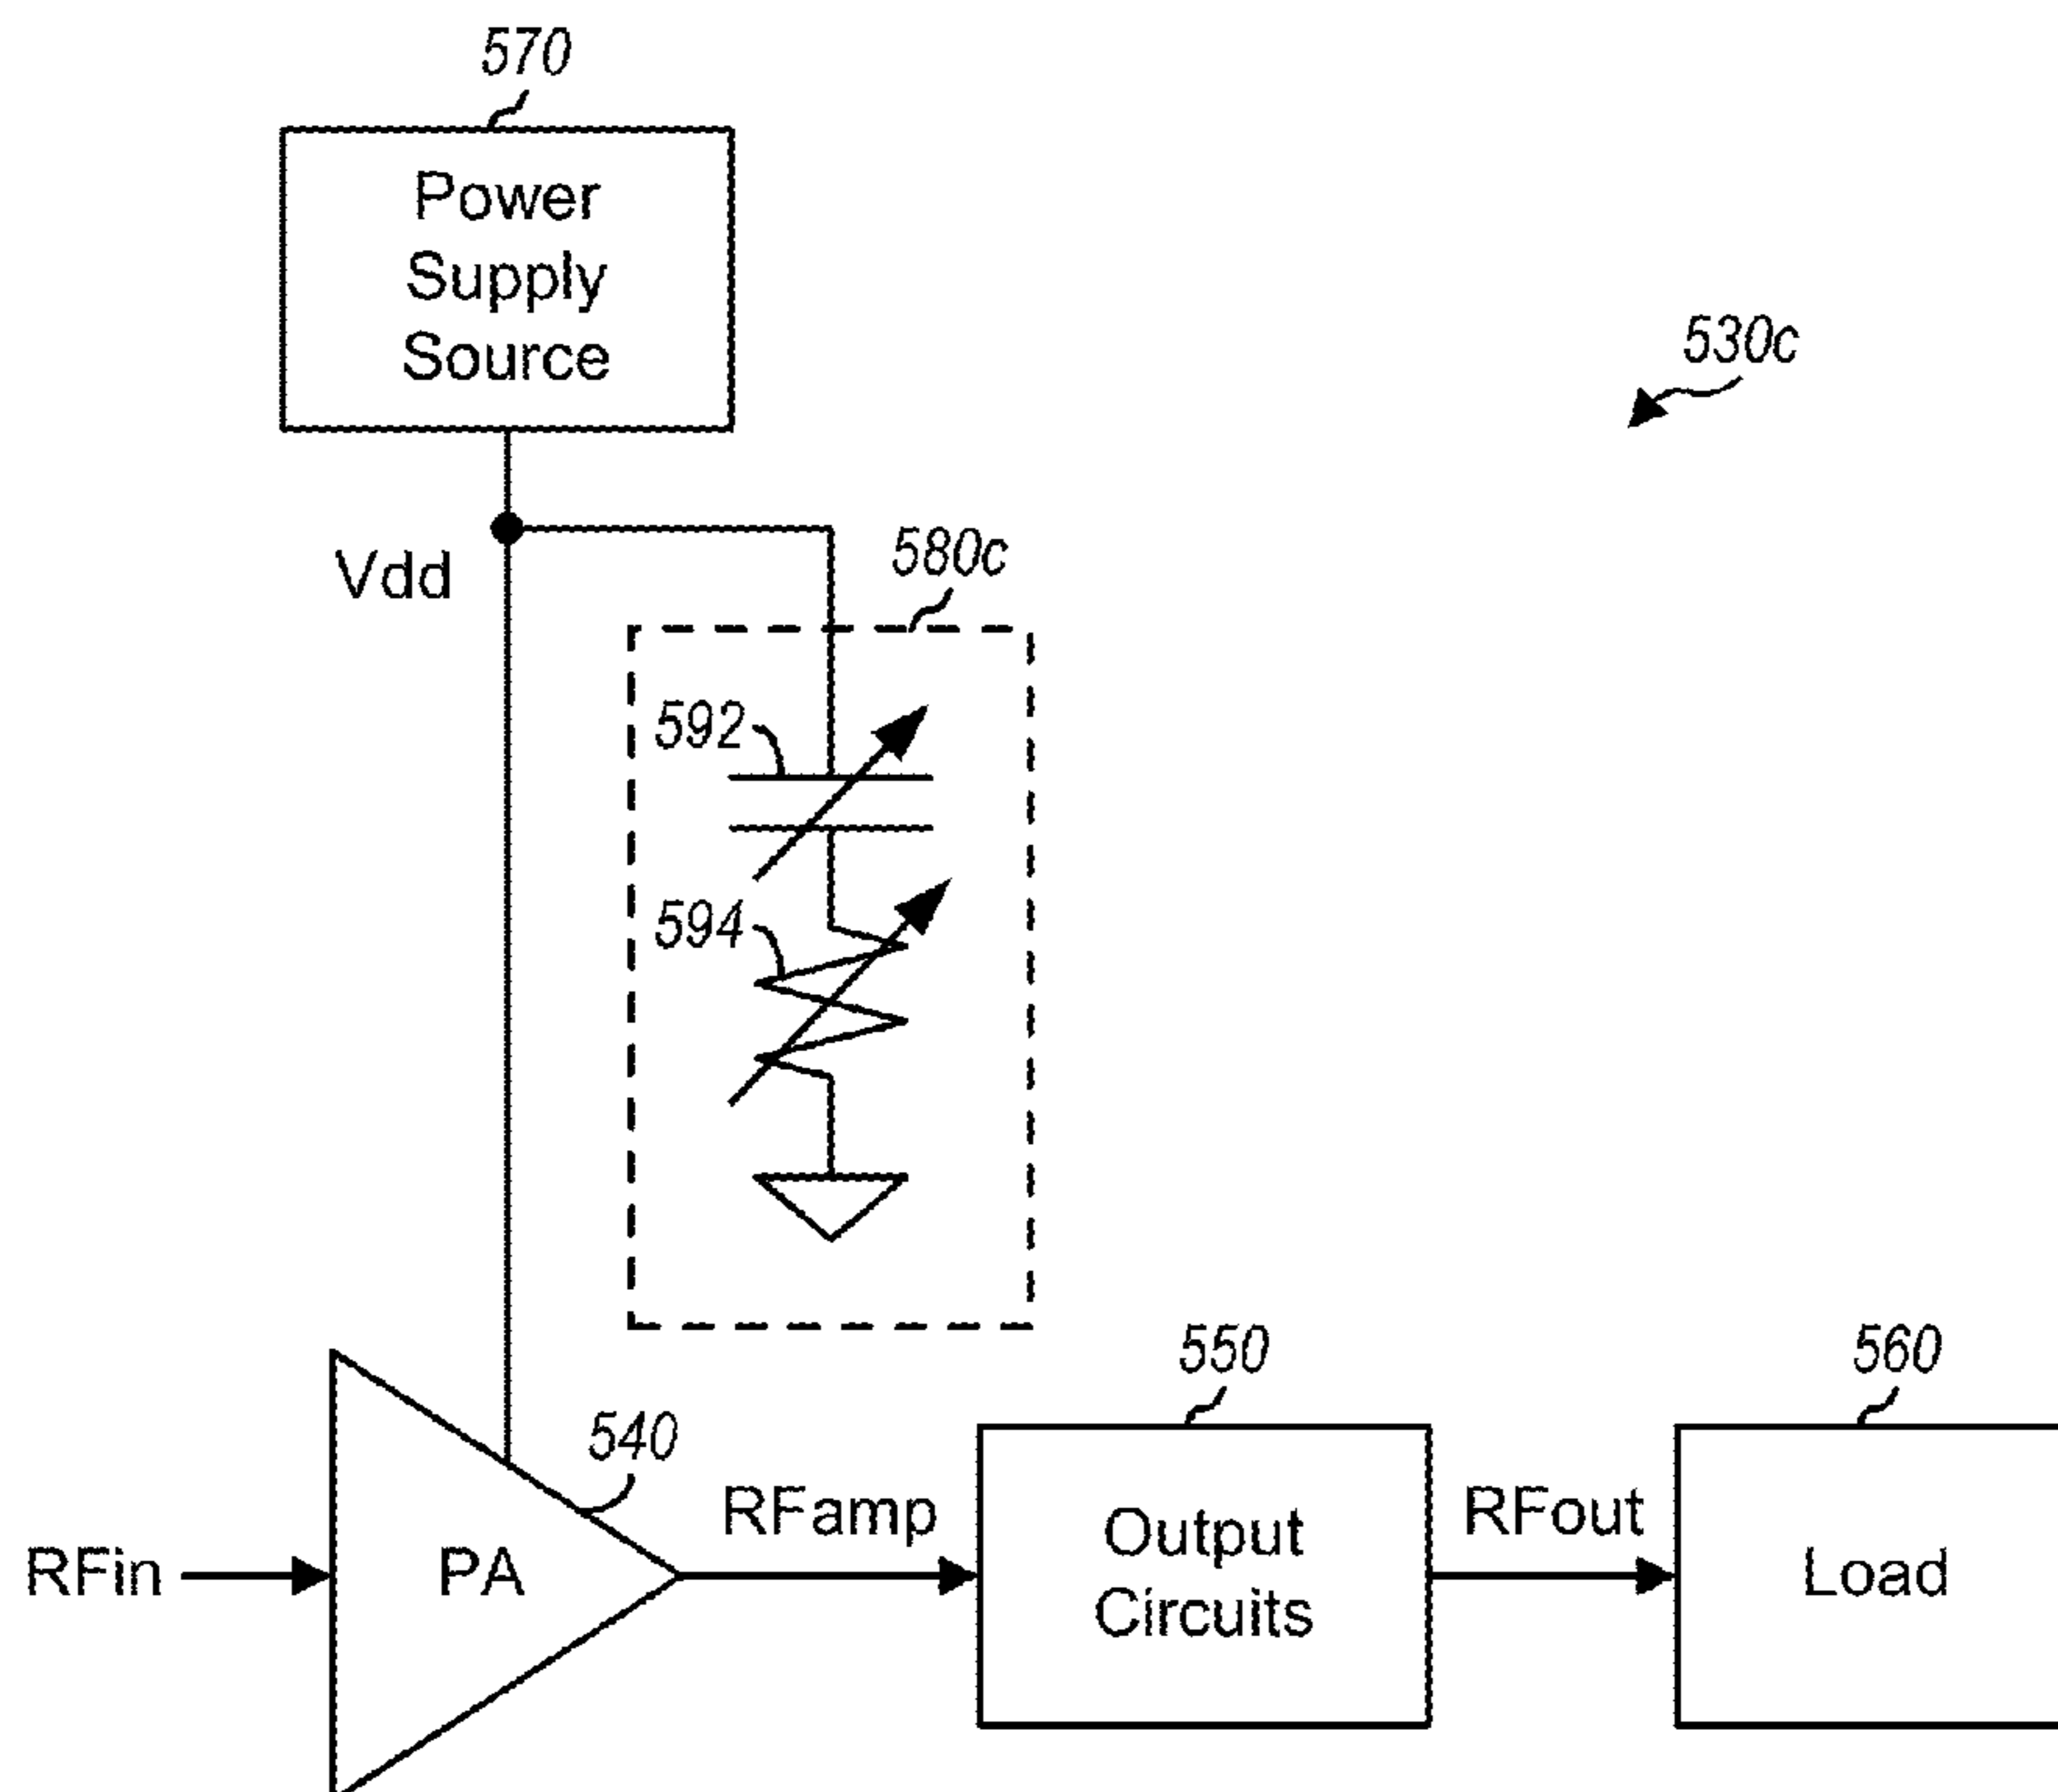 570
Power
Supply
Source
530c
Vdd
580c
592
594
540
550
560
RFin
PA
RFamp
Output
Circuits
RFout
Load